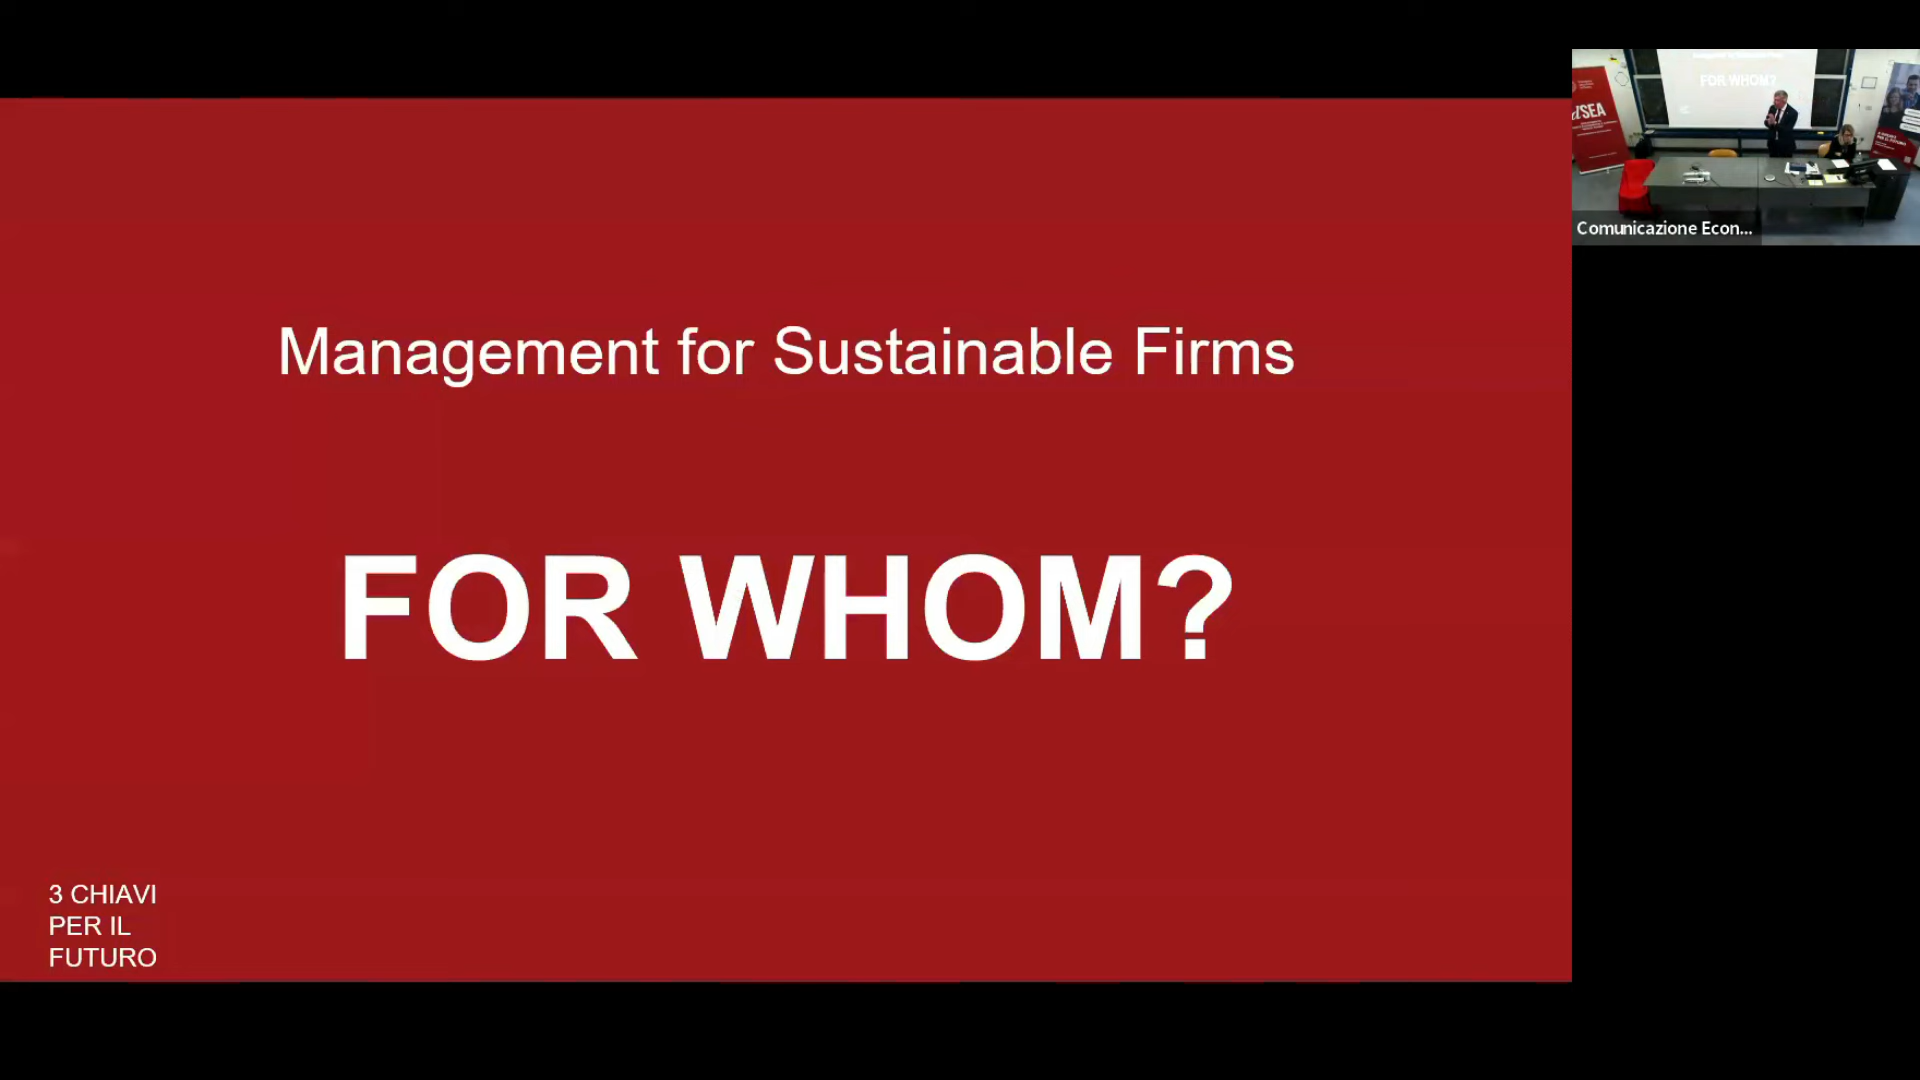 Management for Sustainable Firms
FOR WHOM?
3 CHIAVI
PER IL
FUTURO
FOR WHOM?
Comunicazione Econ...